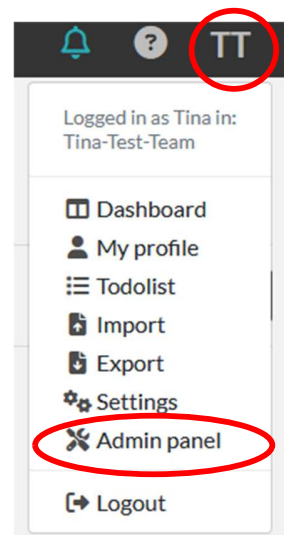 ? TT
Logged in as Tina in:
Tina-Test-Team
Dashboard
My profile
Todolist
Import
Export
Settings
Admin panel
Logout